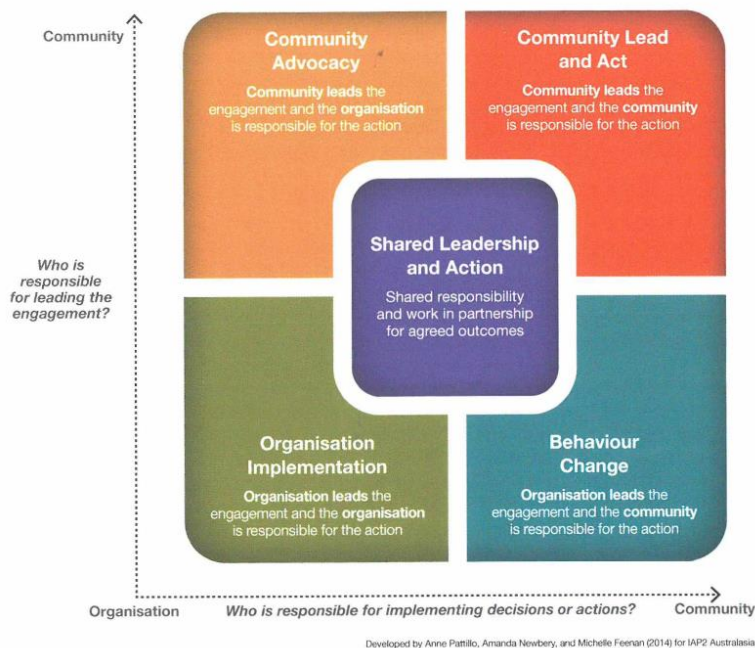 Community
Community
Advocacy
Community leads the
engagement and the organisation
is responsible for the action
Community Lead
and Act
Community leads the
engagement and the community
is responsible for the action
Who is
responsible
for leading the
engagement?
Shared Leadership
and Action
Shared responsibility
and work in partnership
for agreed outcomes
Organisation
Implementation
Organisation leads the
engagement and the organisation
is responsible for the action
Behaviour
Change
Organisation leads the
engagement and the community
is responsible for the action
Organisation
Who is responsible for implementing decisions or actions?
Community
Developed by Anne Pattillo, Amanda Newbery, and Michelle Feenan (2014) for IAP2 Australasia